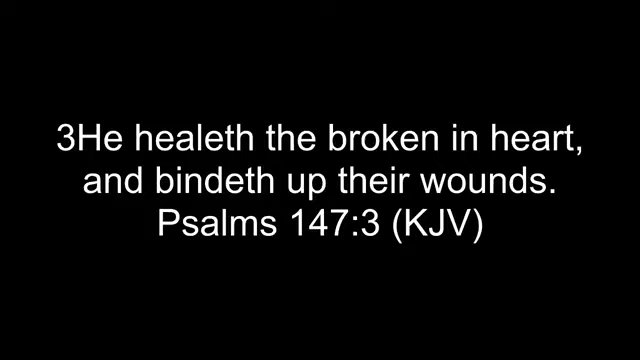 3He healeth the broken in heart,
and bindeth up their wounds.
Psalms 147:3 (KJV)